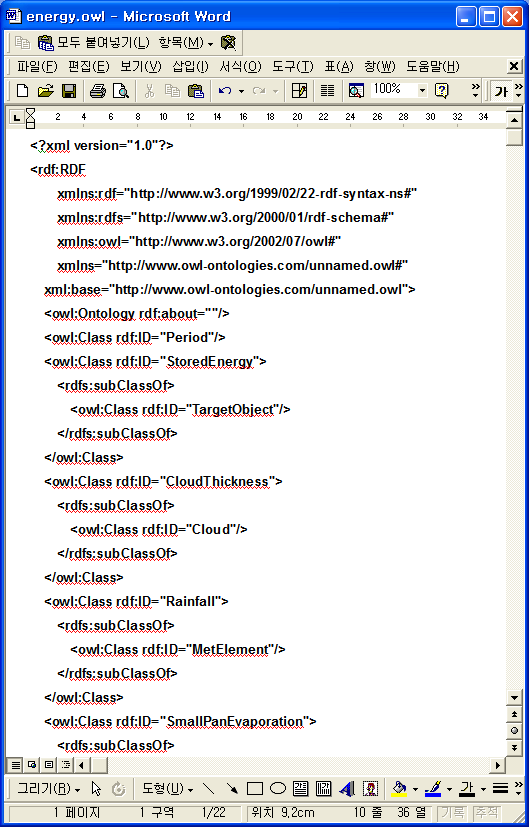 energy.owl - Microsoft Word
모두 붙여넣기(L) 항목(M)
파일(F) 편집(E) 보기(V) 삽입(I) 서식(O) 도구(T) 표(A) 창(W) 도움말(H)
100% 가
2 4 6 8 10 12 14 16 18 20 22 24 26 28 30 32 34
<?xml version="1.0"?>
<rdf:RDF
xmlns:rdf="http://www.w3.org/1999/02/22-rdf-syntax-ns#"
xmlns:rdfs="http://www.w3.org/2000/01/rdf-schema#"
xmlns:owl="http://www.w3.org/2002/07/owl#"
xmlns="http://www.owl-ontologies.com/unnamed.owl#"
xml:base="http://www.owl-ontologies.com/unnamed.owl">
<owl:Ontology rdf:about=""/>
<owl:Class rdf:ID="Period"/>
<owl:Class rdf:ID="StoredEnergy">
<rdfs:subClassOf>
<owl:Class rdf:ID="TargetObject"/>
</rdfs:subClassOf>
</owl:Class>
<owl:Class rdf:ID="CloudThickness">
<rdfs:subClassOf>
<owl:Class rdf:ID="Cloud"/>
</rdfs:subClassOf>
</owl:Class>
<owl:Class rdf:ID="Rainfall">
<rdfs:subClassOf>
<owl:Class rdf:ID="MetElement"/>
</rdfs:subClassOf>
</owl:Class>
<owl:Class rdf:ID="SmallPanEvaporation">
<rdfs:subClassOf>
그리기(R) 도형(U) 가
1 페이지 1 구역 1/22 위치 9.2cm 10 줄 36 열 기록 추적